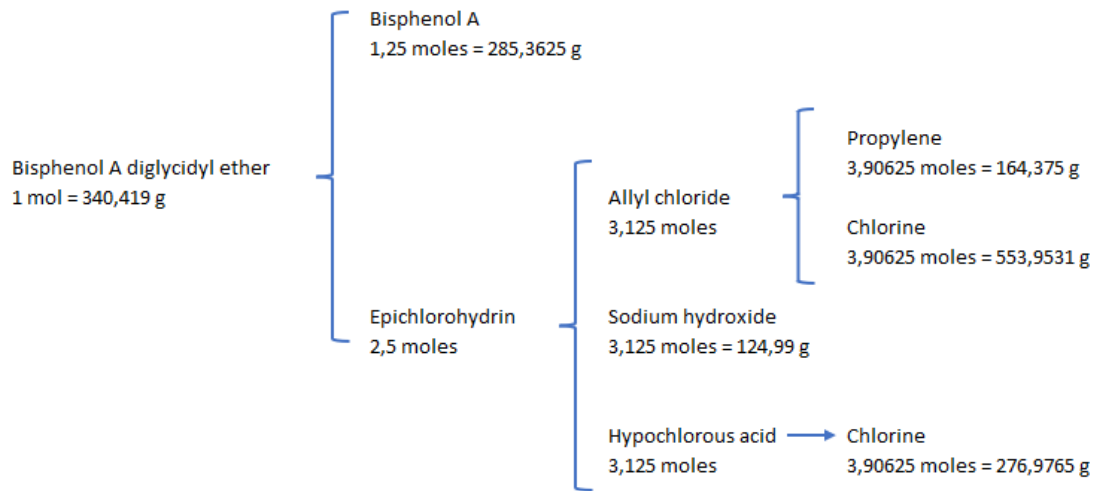 Bisphenol A
1,25 moles = 285,3625 g
Bisphenol A diglycidyl ether
1 mol = 340,419 g
Epichlorohydrin
2,5 moles
Allyl chloride
3,125 moles
Sodium hydroxide
3,125 moles = 124,99 g
Hypochlorous acid
3,125 moles
Propylene
3,90625 moles = 164,375 g
Chlorine
3,90625 moles = 553,9531 g
Chlorine
3,90625 moles = 276,9765 g